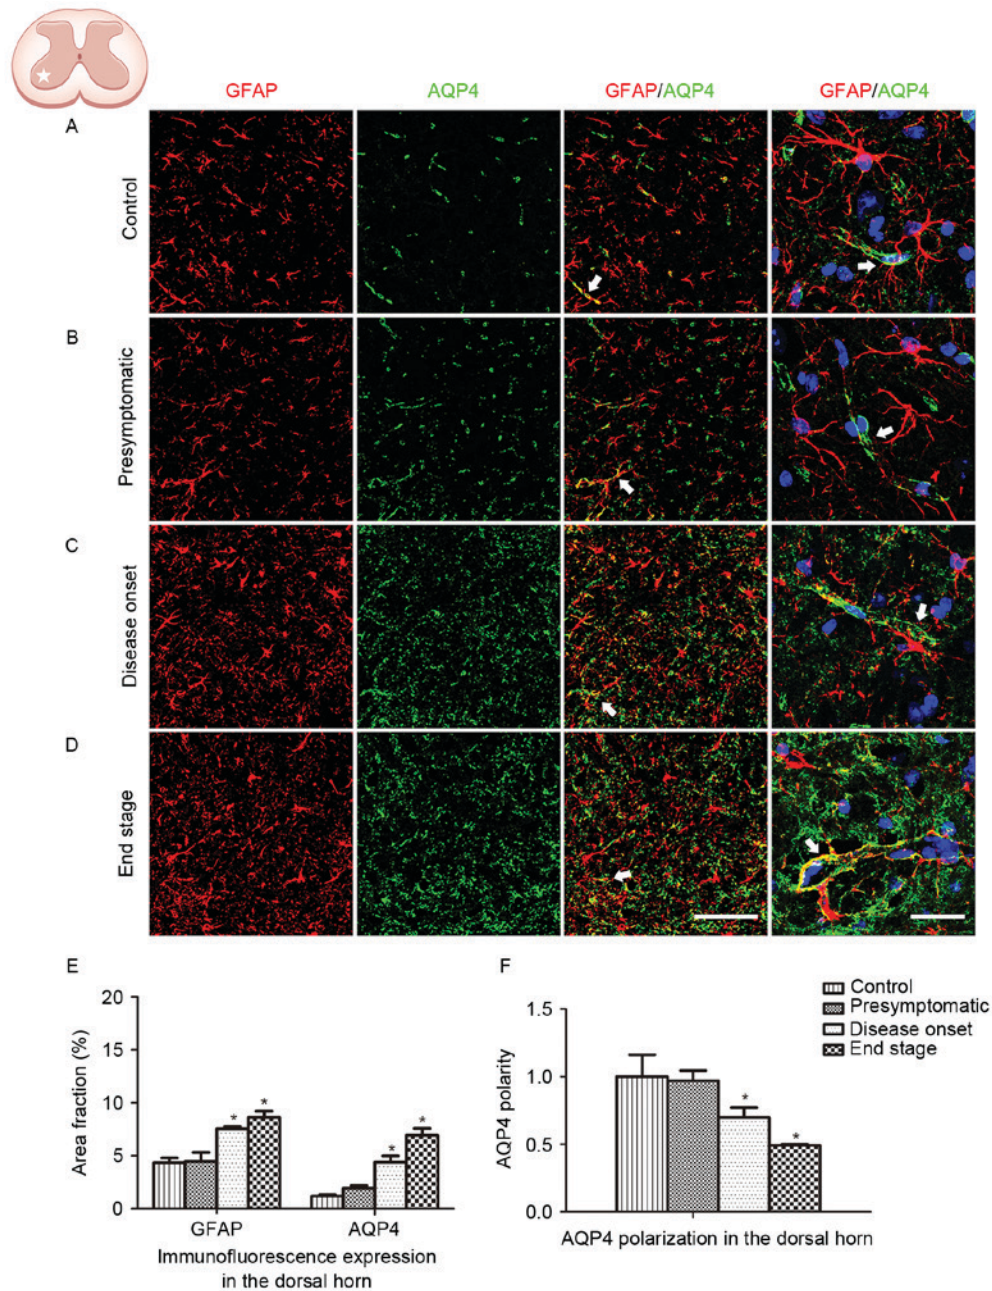 GFAP
AQP4
GFAP/AQP4
GFAP/AQP4
A
Control
B
Presymptomatic
C
Disease onset
D
End stage
E
20
15
10
5
0
Area fraction (%)
*
*
*
*
GFAP
AQP4
Immunofluorescence expression
in the dorsal horn
F
Control
Presymptomatic
Disease onset
End stage
1.5
1.0
0.5
0.0
AQP4 polarity
*
*
AQP4 polarization in the dorsal horn